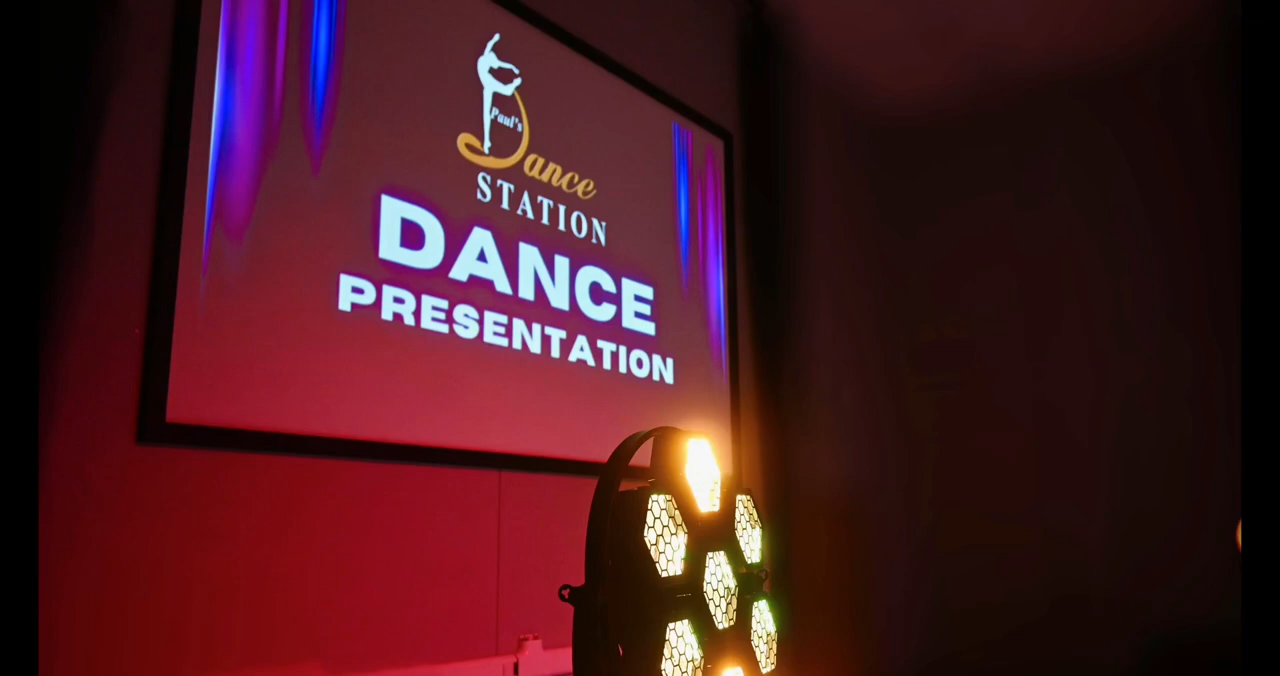 Paul's
Dance
STATION
DANCE
PRESENTATION